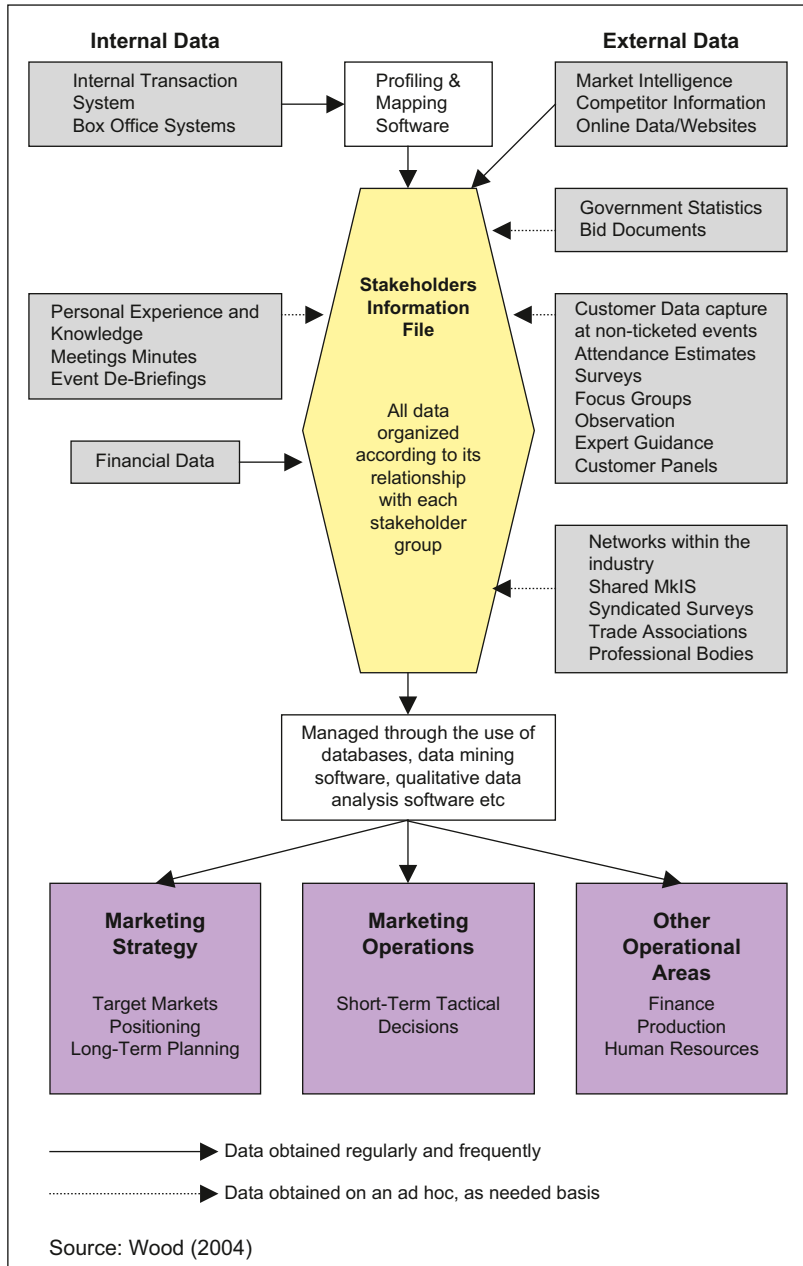 Internal Data
External Data
Internal Transaction
System
Box Office Systems
Profiling &
Mapping
Software
Market Intelligence
Competitor Information
Online Data/Websites
Government Statistics
Bid Documents
Stakeholders
Information
File
All data
organized
according to its
relationship
with each
stakeholder
group
Personal Experience and
Knowledge
Meetings Minutes
Event De-Briefings
Financial Data
Customer Data capture
at non-ticketed events
Attendance Estimates
Surveys
Focus Groups
Observation
Expert Guidance
Customer Panels
Networks within the
industry
Shared MkIS
Syndicated Surveys
Trade Associations
Professional Bodies
Managed through the use of
databases, data mining
software, qualitative data
analysis software etc
Marketing
Strategy
Target Markets
Positioning
Long-Term Planning
Marketing
Operations
Short-Term Tactical
Decisions
Other
Operational
Areas
Finance
Production
Human Resources
Data obtained regularly and frequently
Data obtained on an ad hoc, as needed basis
Source: Wood (2004)